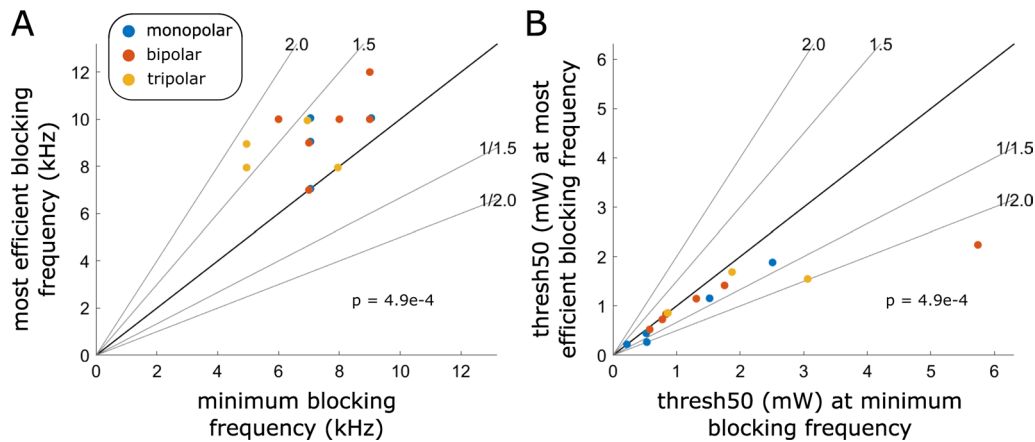 A
monopolar
bipolar
tripolar
2.0
1.5
1/1.5
1/2.0
12
10
8
6
4
2
0
0 2 4 6 8 10 12
p = 4.9e-4
most efficient blocking
frequency (kHz)
minimum blocking
frequency (kHz)
B
2.0
1.5
1/1.5
1/2.0
6
5
4
3
2
1
0
0 1 2 3 4 5 6
p = 4.9e-4
thresh50 (mW) at most
efficient blocking frequency
thresh50 (mW) at minimum
blocking frequency